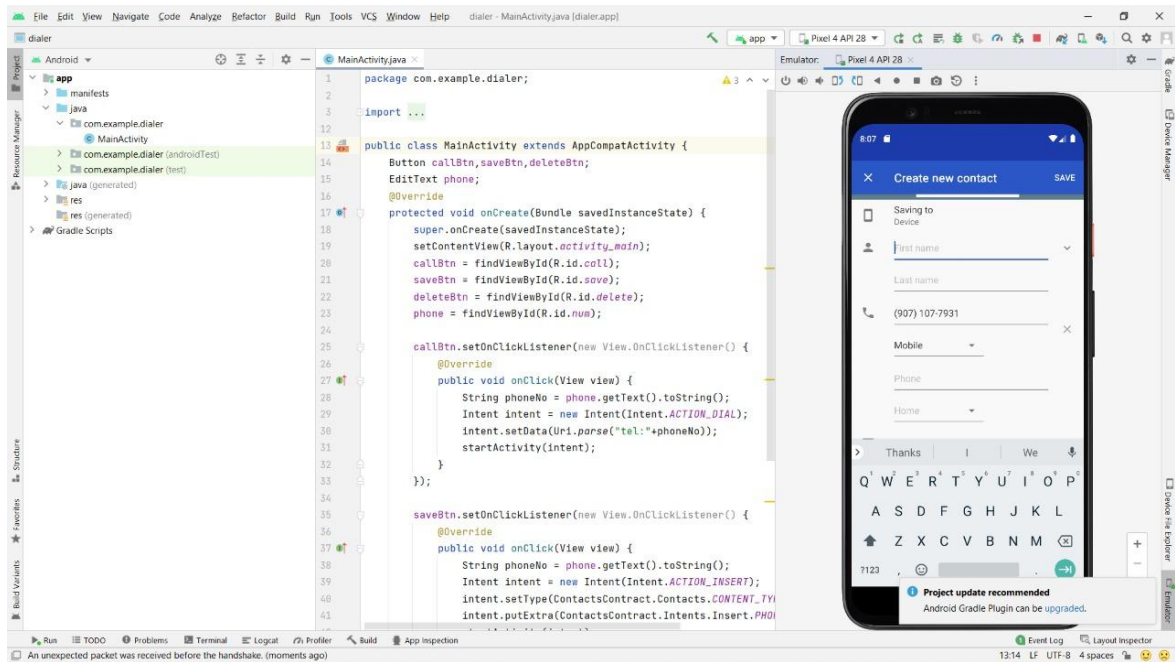 File Edit View Navigate Code Analyze Refactor Build Run Tools VCS Window Help dialer - MainActivity.java [dialer.app]
dialer
app
Pixel 4 API 28
Android
MainActivity.java
Emulator: Pixel 4 API 28
Project
Resource Manager
Structure
Favorites
Build Variants
app
manifests
java
com.example.dialer
MainActivity
com.example.dialer (androidTest)
com.example.dialer (test)
java (generated)
res
res (generated)
Gradle Scripts
3
1 package com.example.dialer;
2
3 import ...
12
13 public class MainActivity extends AppCompatActivity {
14 Button callBtn,saveBtn,deleteBtn;
15 EditText phone;
16 @Override
17 protected void onCreate(Bundle savedInstanceState) {
18 super.onCreate(savedInstanceState);
19 setContentView(R.layout.activity_main);
20 callBtn = findViewById(R.id.call);
21 saveBtn = findViewById(R.id.save);
22 deleteBtn = findViewById(R.id.delete);
23 phone = findViewById(R.id.num);
24
25 callBtn.setOnClickListener(new View.OnClickListener() {
26 @Override
27 public void onClick(View view) {
28 String phoneNo = phone.getText().toString();
29 Intent intent = new Intent(Intent.ACTION_DIAL);
30 intent.setData(Uri.parse("tel:"+phoneNo));
31 startActivity(intent);
32 }
33 });
34
35 saveBtn.setOnClickListener(new View.OnClickListener() {
36 @Override
37 public void onClick(View view) {
38 String phoneNo = phone.getText().toString();
39 Intent intent = new Intent(Intent.ACTION_INSERT);
40 intent.setType(ContactsContract.Contacts.CONTENT_TY
41 intent.putExtra(ContactsContract.Intents.Insert.PHO
8:07
Create new contact SAVE
Saving to
Device
First name
Last name
(907) 107-7931
Mobile
Phone
Home
Thanks I We
Q W E R T Y U I O P
A S D F G H J K L
Z X C V B N M
?123 , .
Project update recommended
Android Gradle Plugin can be upgraded.
Gradle
Device Manager
Device File Explorer
Emulator
Run TODO Problems Terminal Logcat Profiler Build App Inspection
Event Log Layout Inspector
An unexpected packet was received before the handshake. (moments ago)
13:14 LF UTF-8 4 spaces